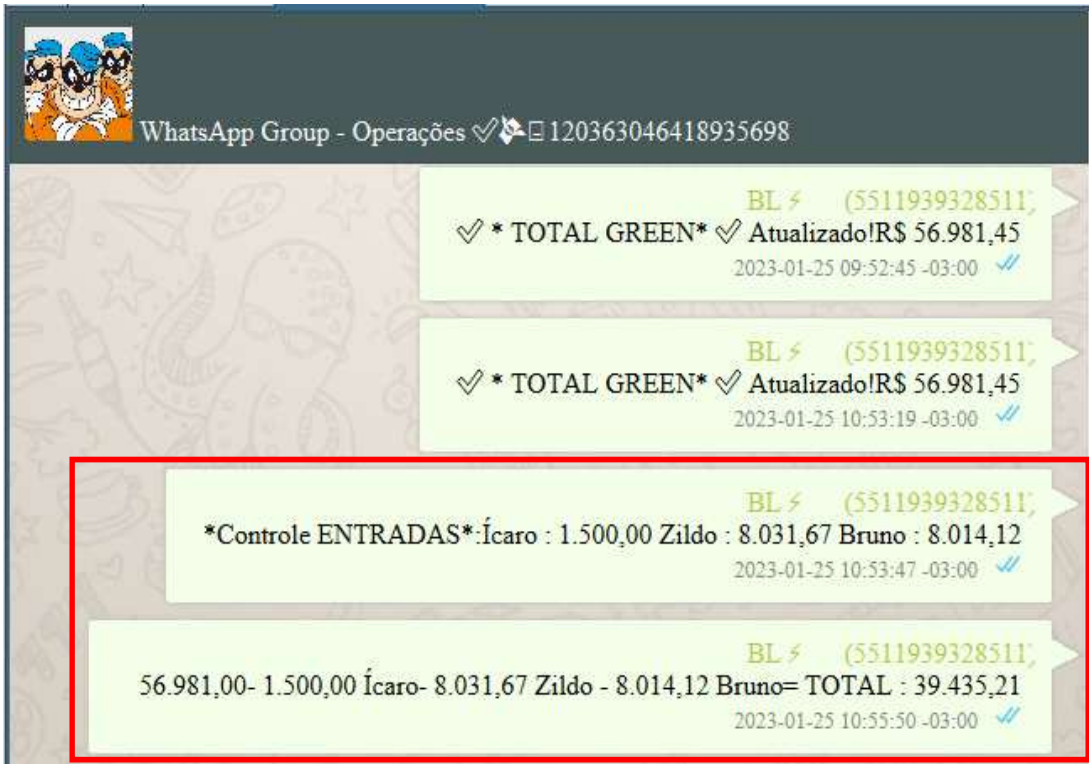 WhatsApp Group - Operações ✅ 120363046418935698
BL ⚡ (5511939328511)
✅ * TOTAL GREEN* ✅ Atualizado!R$ 56.981,45
2023-01-25 09:52:45 -03:00
BL ⚡ (5511939328511)
✅ * TOTAL GREEN* ✅ Atualizado!R$ 56.981,45
2023-01-25 10:53:19 -03:00
BL ⚡ (5511939328511)
*Controle ENTRADAS*:Ícaro : 1.500,00 Zildo : 8.031,67 Bruno : 8.014,12
2023-01-25 10:53:47 -03:00
BL ⚡ (5511939328511)
56.981,00- 1.500,00 Ícaro- 8.031,67 Zildo - 8.014,12 Bruno= TOTAL : 39.435,21
2023-01-25 10:55:50 -03:00